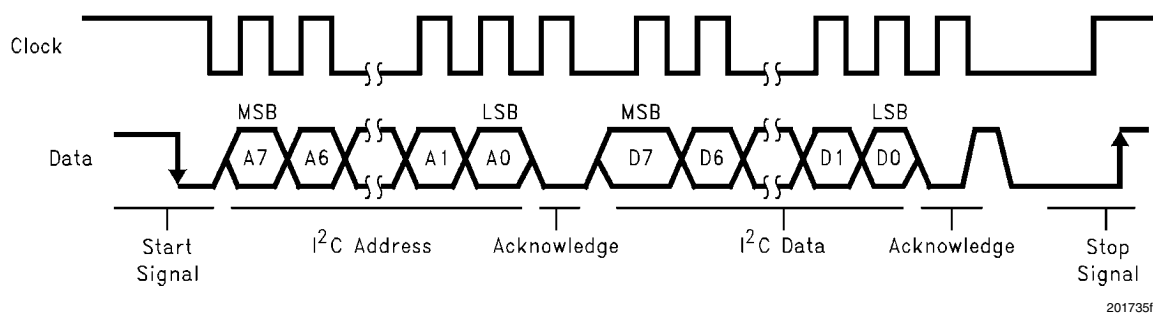 Clock
MSB LSB MSB LSB
Data A7 A6 A1 A0 D7 D6 D1 D0
Start Signal
I²C Address
Acknowledge
I²C Data
Acknowledge
Stop Signal
201735f